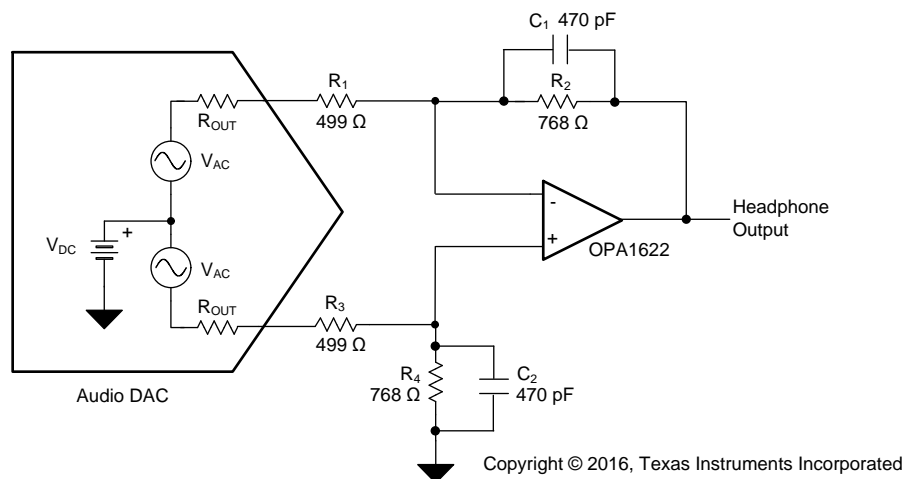 C1 470 pF
R1
R2
499 Ω
768 Ω
ROUT
VAC
-
+
OPA1622
Headphone
Output
+
VDC
VAC
ROUT
R3
499 Ω
R4
768 Ω
C2
470 pF
Audio DAC
Copyright © 2016, Texas Instruments Incorporated